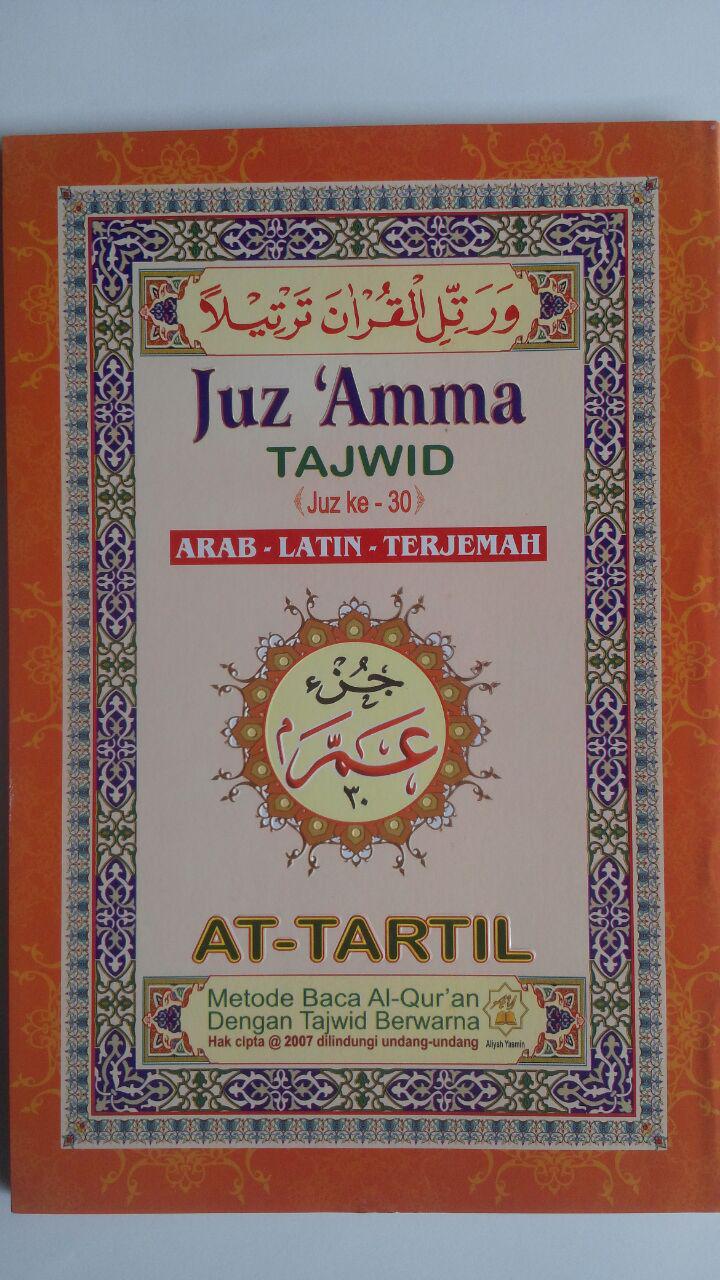 وَرَتِّلِ الْقُرْاٰنَ تَرْتِيْلًا
Juz ‘Amma
TAJWID
(Juz ke - 30)
ARAB - LATIN - TERJEMAH
جُزْء
عَمَّ
٣٠
AT-TARTIL
Metode Baca Al-Qur’an
Dengan Tajwid Berwarna
Hak cipta @ 2007 dilindungi undang-undang
AY
Aliyah Yasmin